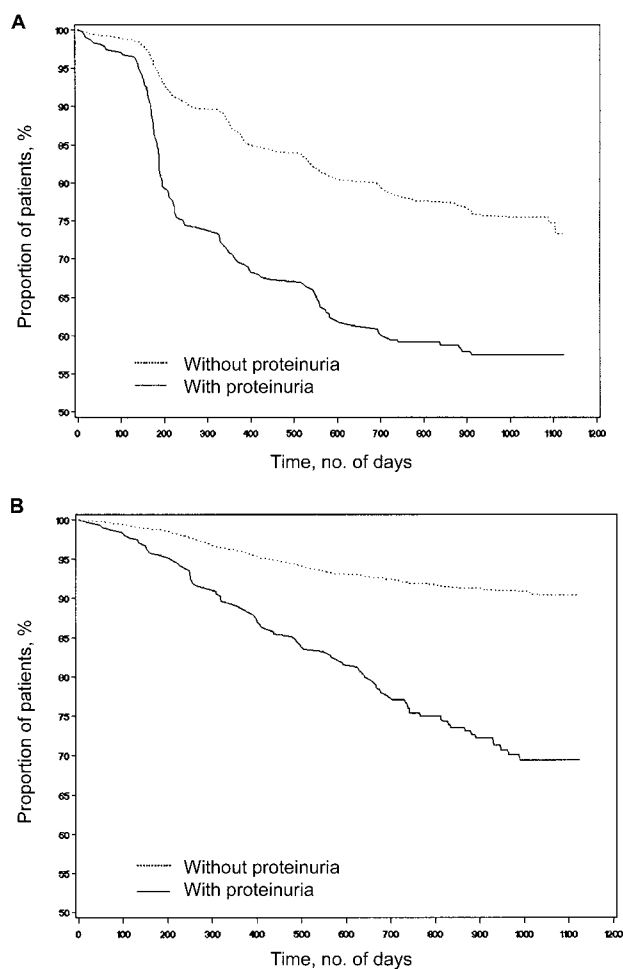 A
Proportion of patients, %
100
95
90
85
80
75
70
65
60
55
50
Without proteinuria
With proteinuria
0 100 200 300 400 500 600 700 800 900 1000 1100 1200
Time, no. of days
B
Proportion of patients, %
100
95
90
85
80
75
70
65
60
55
50
Without proteinuria
With proteinuria
0 100 200 300 400 500 600 700 800 900 1000 1100 1200
Time, no. of days